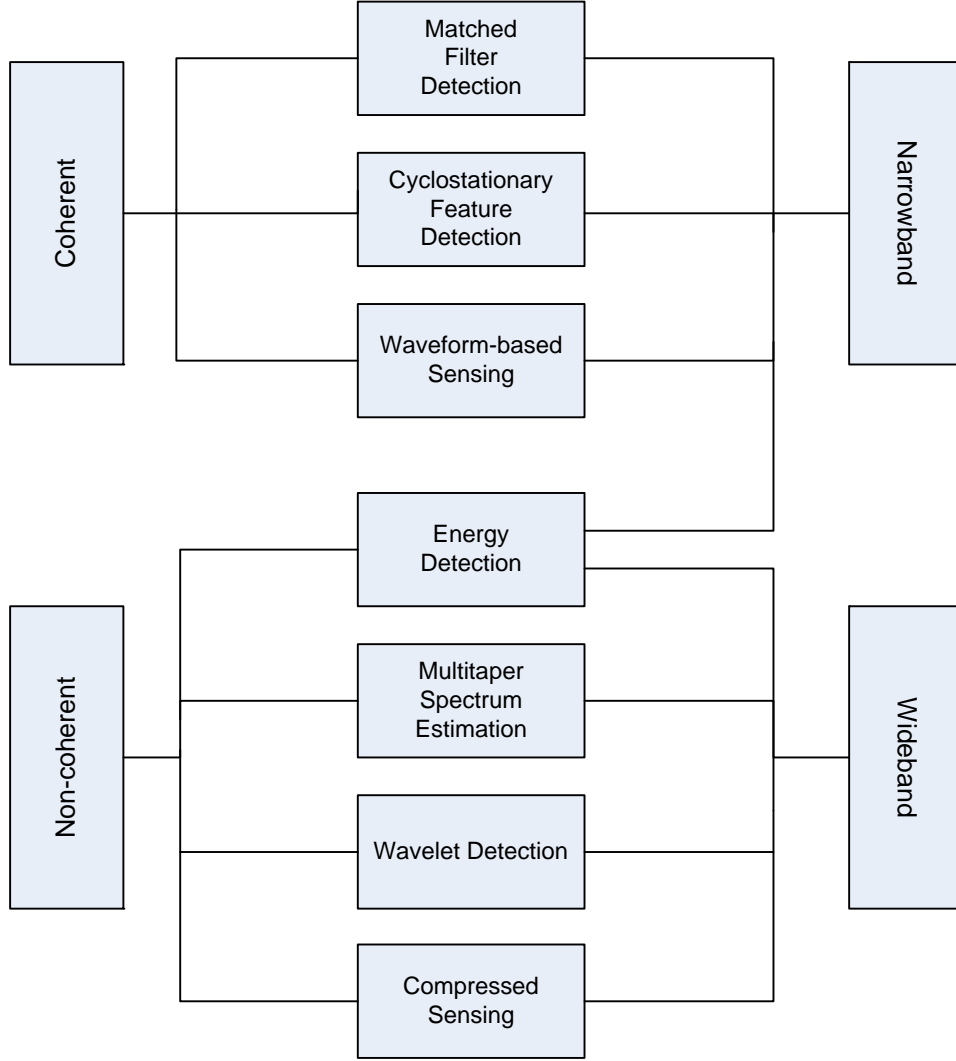 Coherent
Matched
Filter
Detection
Cyclostationary
Feature
Detection
Waveform-based
Sensing
Narrowband
Non-coherent
Energy
Detection
Multitaper
Spectrum
Estimation
Wavelet Detection
Compressed
Sensing
Wideband